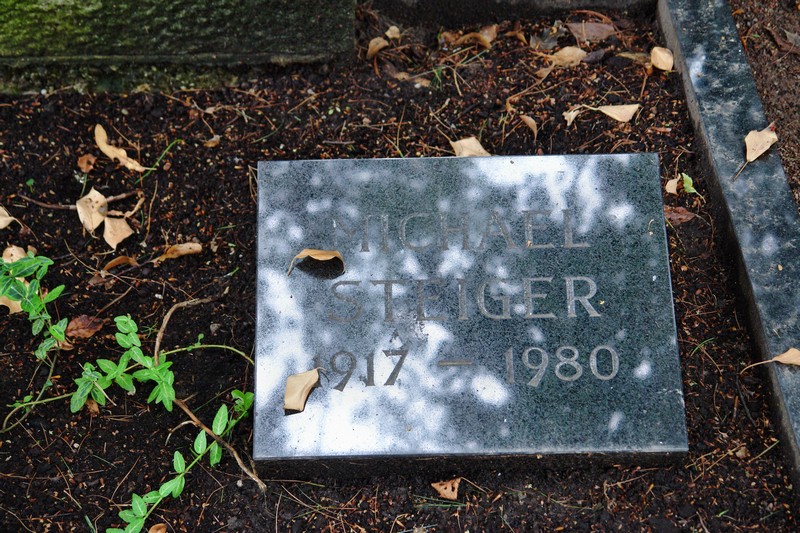 MICHAEL
STEIGER
1917 – 1980